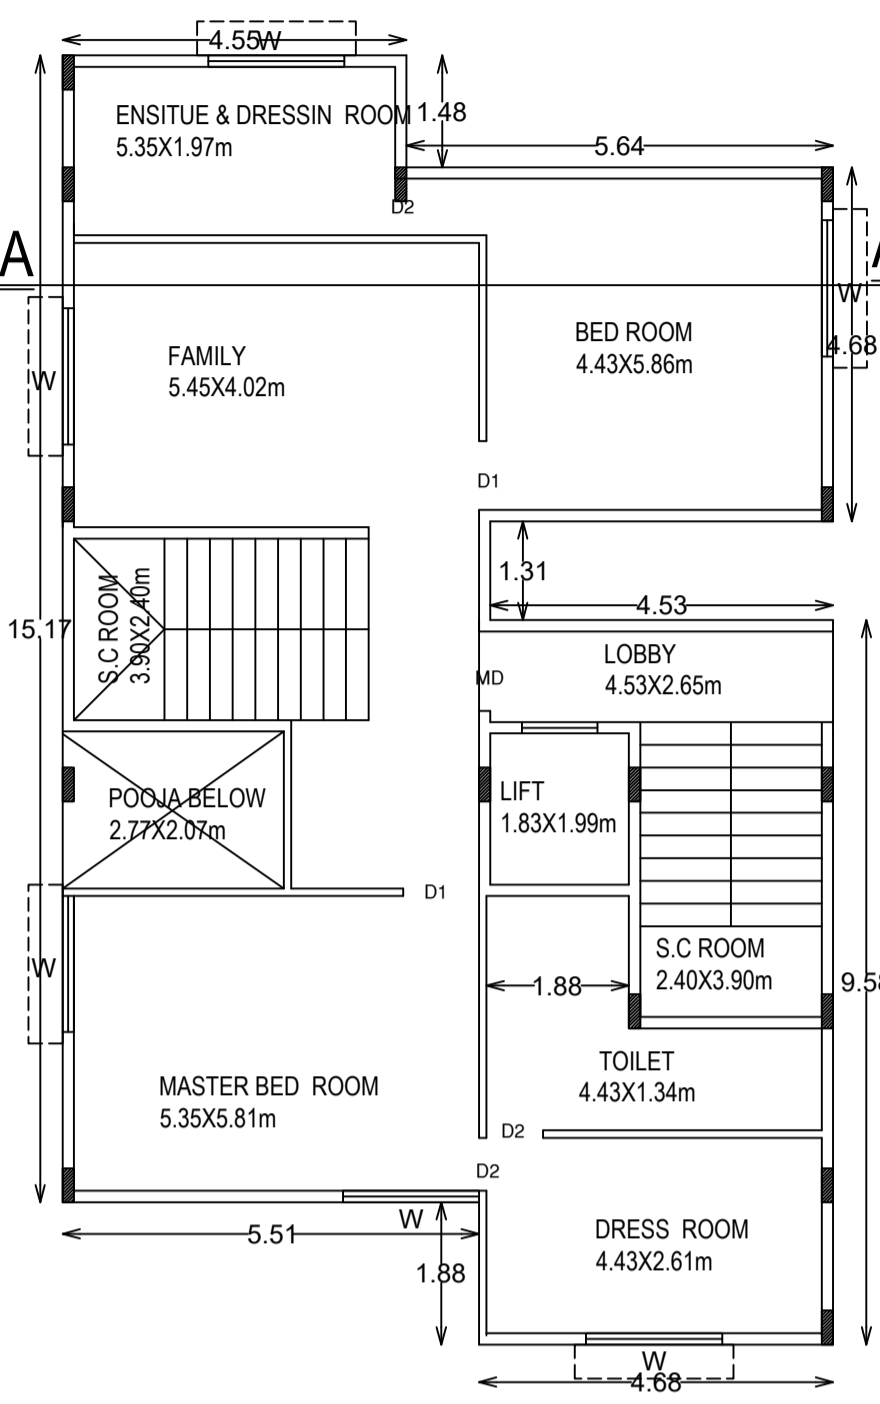 4.55
W
ENSITUE & DRESSIN ROOM
5.35X1.97m
1.48
5.64
D2
A
W
4.68
BED ROOM
4.43X5.86m
FAMILY
5.45X4.02m
W
D1
1.31
4.53
15.17
S.C ROOM
3.90X2.40m
LOBBY
4.53X2.65m
MD
LIFT
1.83X1.99m
POOJA BELOW
2.77X2.07m
D1
W
S.C ROOM
2.40X3.90m
1.88
TOILET
4.43X1.34m
MASTER BED ROOM
5.35X5.81m
D2
D2
W
5.51
1.88
DRESS ROOM
4.43X2.61m
W
4.68